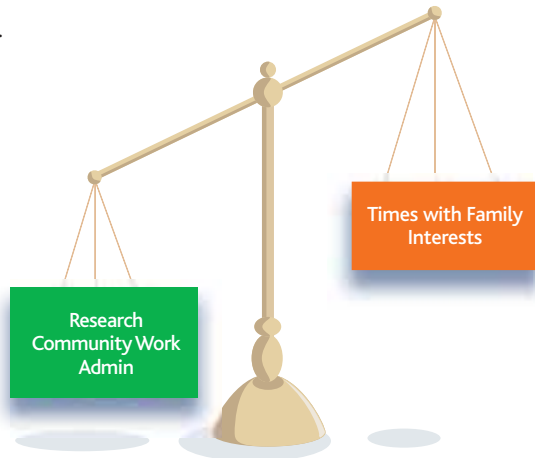 Times with Family
Interests
Research
Community Work
Admin